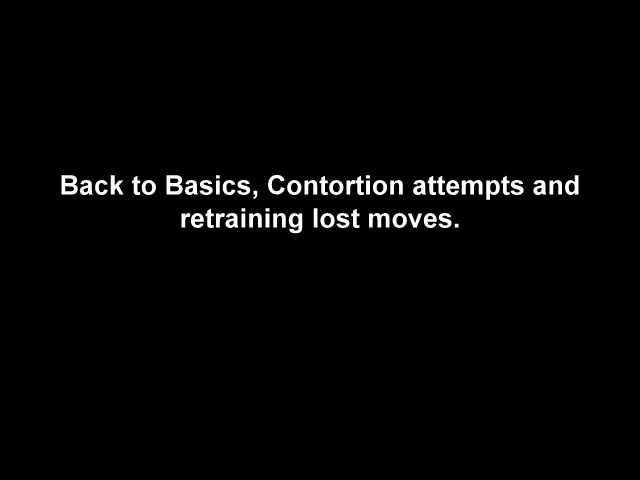 Back to Basics, Contortion attempts and
retraining lost moves.